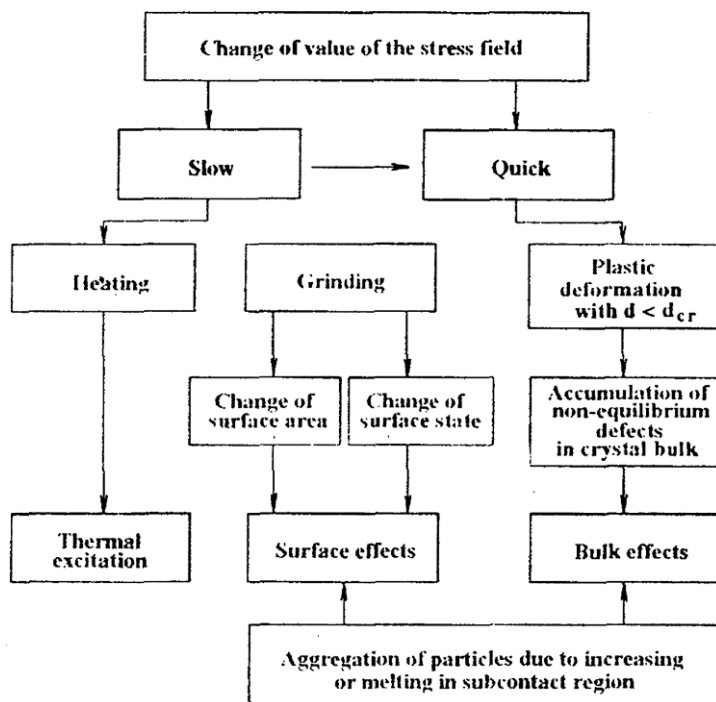 Change of value of the stress field
Slow
Quick
Heating
Grinding
Plastic
deformation
with d < d_cr
Change of
surface area
Change of
surface state
Accumulation of
non-equilibrium
defects
in crystal bulk
Thermal
excitation
Surface effects
Bulk effects
Aggregation of particles due to increasing
or melting in subcontact region